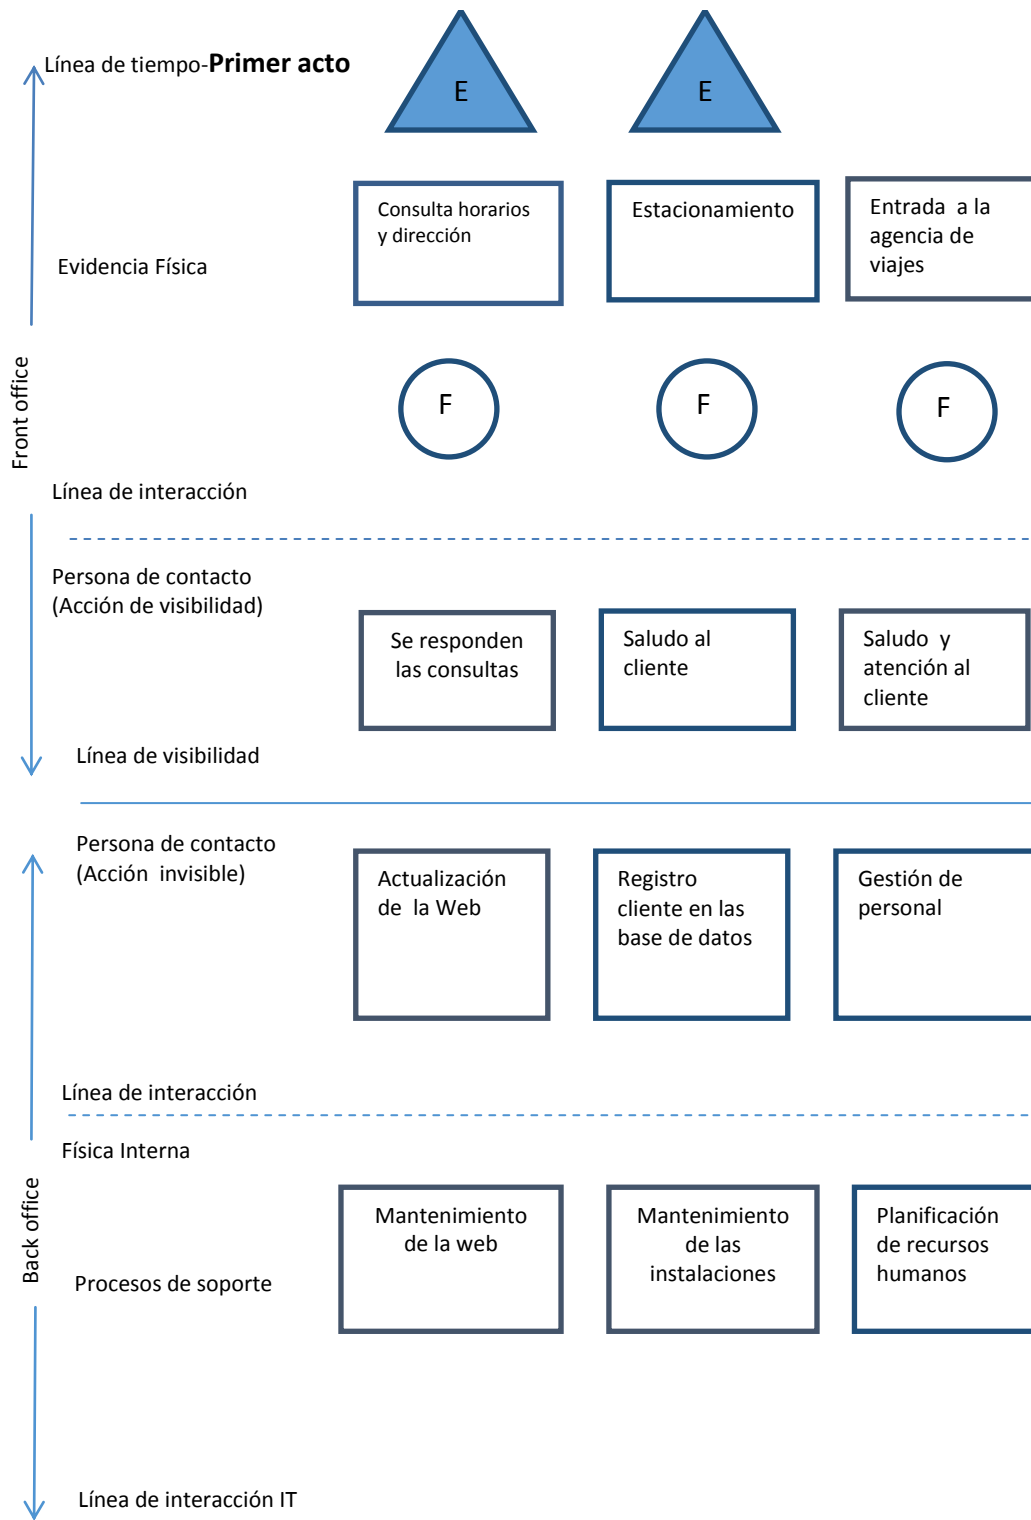 Línea de tiempo-Primer acto
E
E
Consulta horarios
y dirección
Estacionamiento
Entrada a la
agencia de
viajes
Evidencia Física
F
F
F
Front office
Línea de interacción
Persona de contacto
(Acción de visibilidad)
Se responden
las consultas
Saludo al
cliente
Saludo y
atención al
cliente
Línea de visibilidad
Persona de contacto
(Acción invisible)
Actualización
de la Web
Registro
cliente en las
base de datos
Gestión de
personal
Línea de interacción
Física Interna
Back office
Mantenimiento
de la web
Mantenimiento
de las
instalaciones
Planificación
de recursos
humanos
Procesos de soporte
Línea de interacción IT